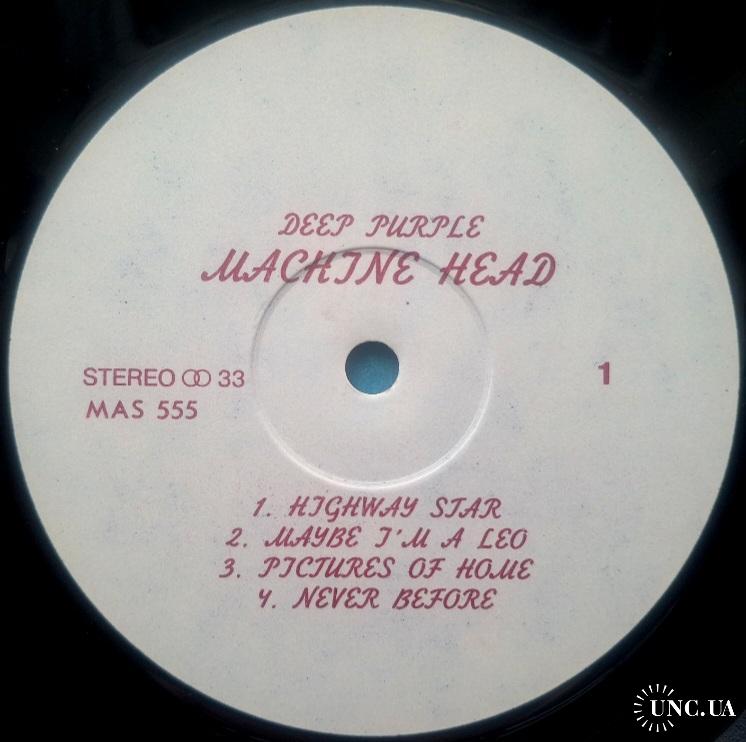 DEEP PURPLE
MACHINE HEAD
STEREO 33
MAS 555
1
1. HIGHWAY STAR
2. MAYBE I'M A LEO
3. PICTURES OF HOME
4. NEVER BEFORE
UNC.UA